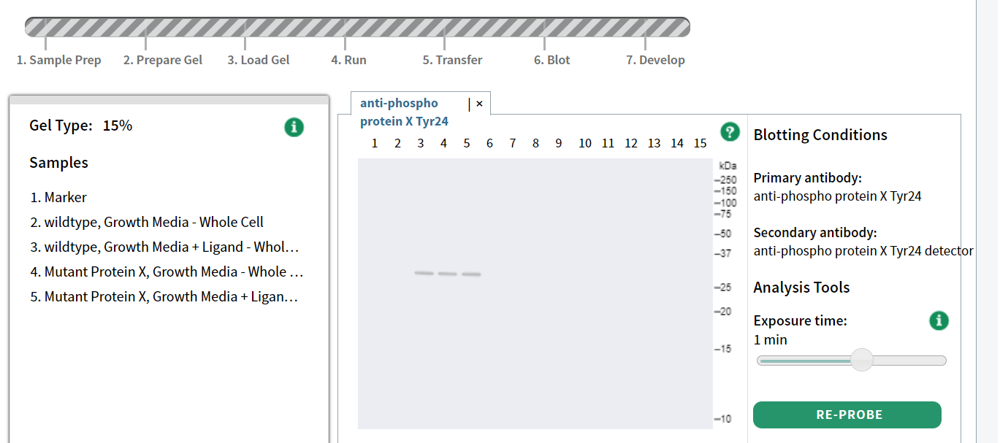 1. Sample Prep 2. Prepare Gel 3. Load Gel 4. Run 5. Transfer 6. Blot 7. Develop
Gel Type: 15%
Samples
1. Marker
2. wildtype, Growth Media - Whole Cell
3. wildtype, Growth Media + Ligand - Whol...
4. Mutant Protein X, Growth Media - Whole ...
5. Mutant Protein X, Growth Media + Ligan...
anti-phospho | ×
protein X Tyr24
1 2 3 4 5 6 7 8 9 10 11 12 13 14 15
kDa
–250
–150
–100
–75
–50
–37
–25
–20
–15
–10
Blotting Conditions
Primary antibody:
anti-phospho protein X Tyr24
Secondary antibody:
anti-phospho protein X Tyr24 detector
Analysis Tools
Exposure time:
1 min
RE-PROBE